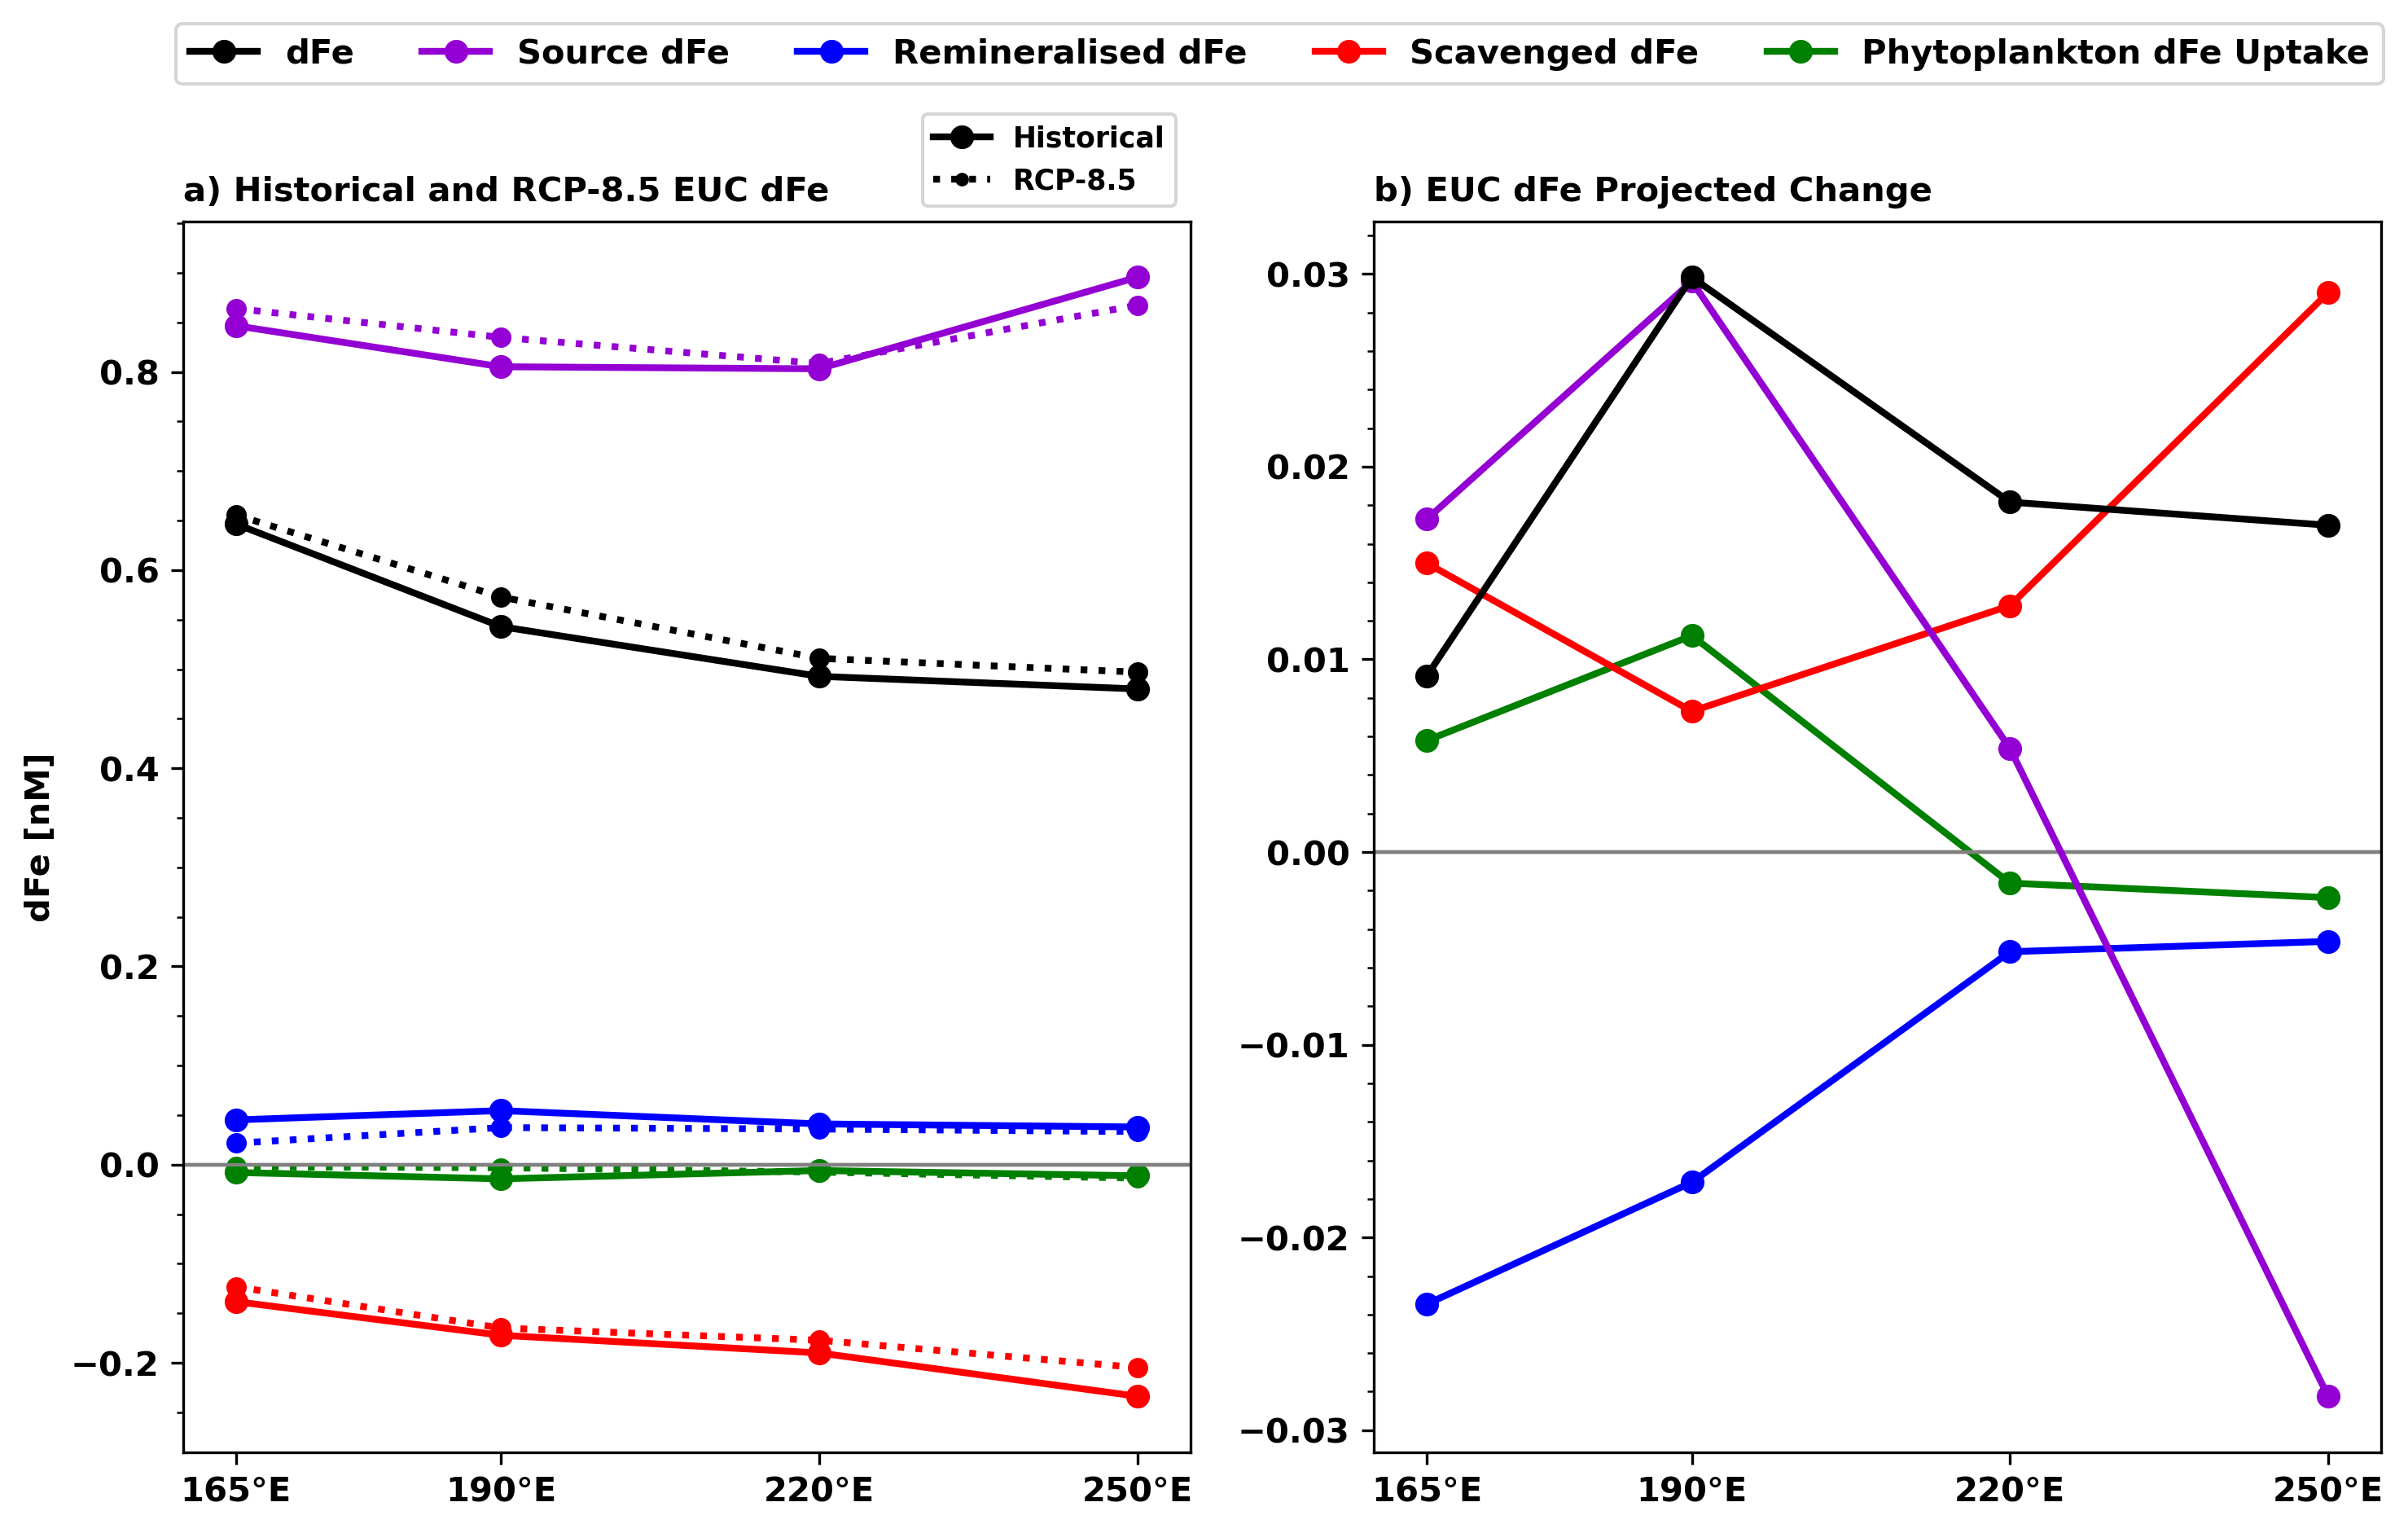 dFe Source dFe Remineralised dFe Scavenged dFe Phytoplankton dFe Uptake
Historical
RCP-8.5
a) Historical and RCP-8.5 EUC dFe
b) EUC dFe Projected Change
dFe [nM]
0.8
0.6
0.4
0.2
0.0
−0.2
165°E 190°E 220°E 250°E
0.03
0.02
0.01
0.00
−0.01
−0.02
−0.03
165°E 190°E 220°E 250°E